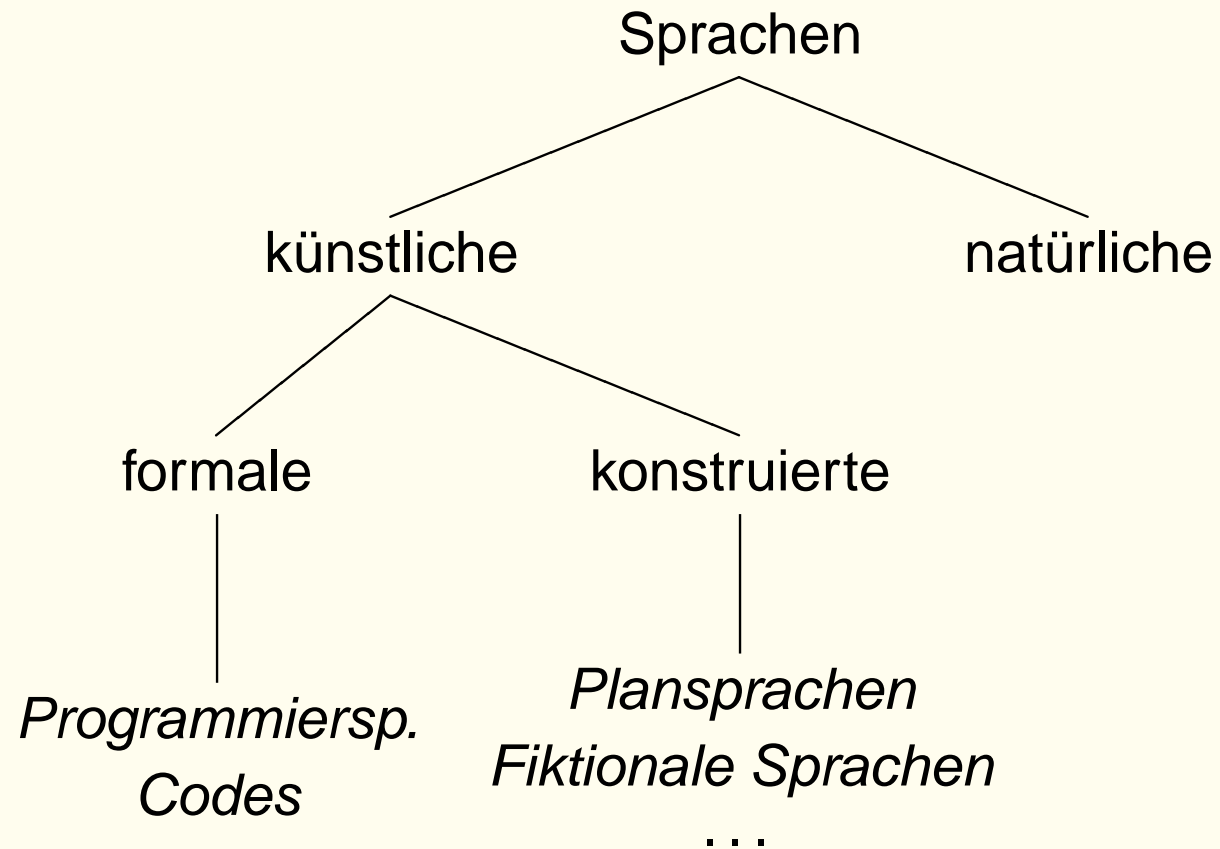 Sprachen
künstliche natürliche
formale konstruierte
Programmiersp.
Codes
Plansprachen
Fiktionale Sprachen
...